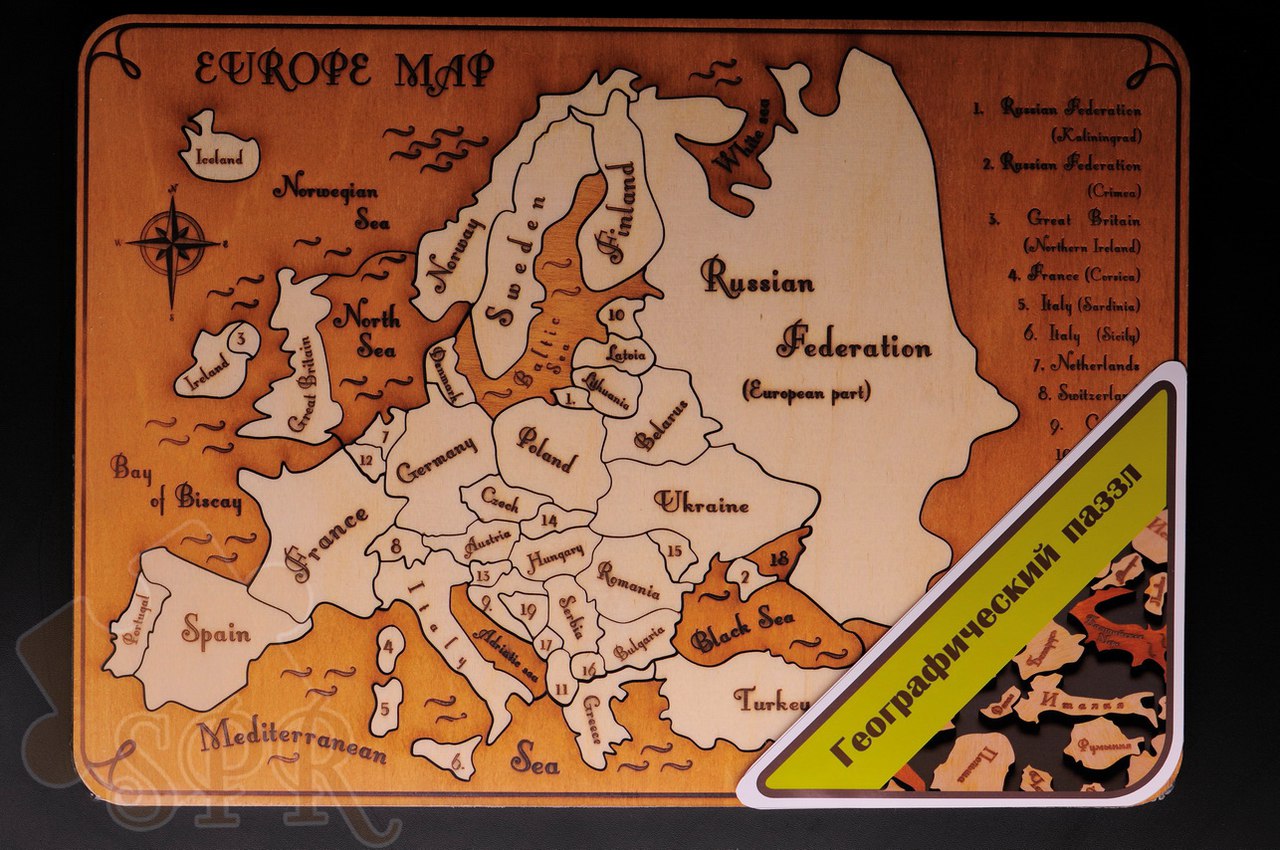 EUROPE MAP
Iceland
Norwegian
Sea
N
W
E
S
North
Sea
3
Ireland
Great Britain
Bay
of Biscay
Norway
Sweden
Finland
White sea
Baltic
Sea
Denmark
10
Latvia
Lithuania
1.
Russian
Federation
(European part)
Belarus
7
12
Germany
Poland
Czech
14
Ukraine
France
8
Austria
Hungary
15
2
18
13
9.
19
Serbia
Romania
Bulgaria
17
16
11
Greece
Italy
Adriatic sea
Black Sea
Turkey
Portugal
Spain
4
5
6.
Mediterranean
Sea
1. Russian Federation
(Kaliningrad)
2. Russian Federation
(Crimea)
3. Great Britain
(Northern Ireland)
4. France (Corsica)
5. Italy (Sardinia)
6. Italy (Sicily)
7. Netherlands
8. Switzerlan
9. C
10
Географический паззл
Италия
Румыния
Польша
SPR